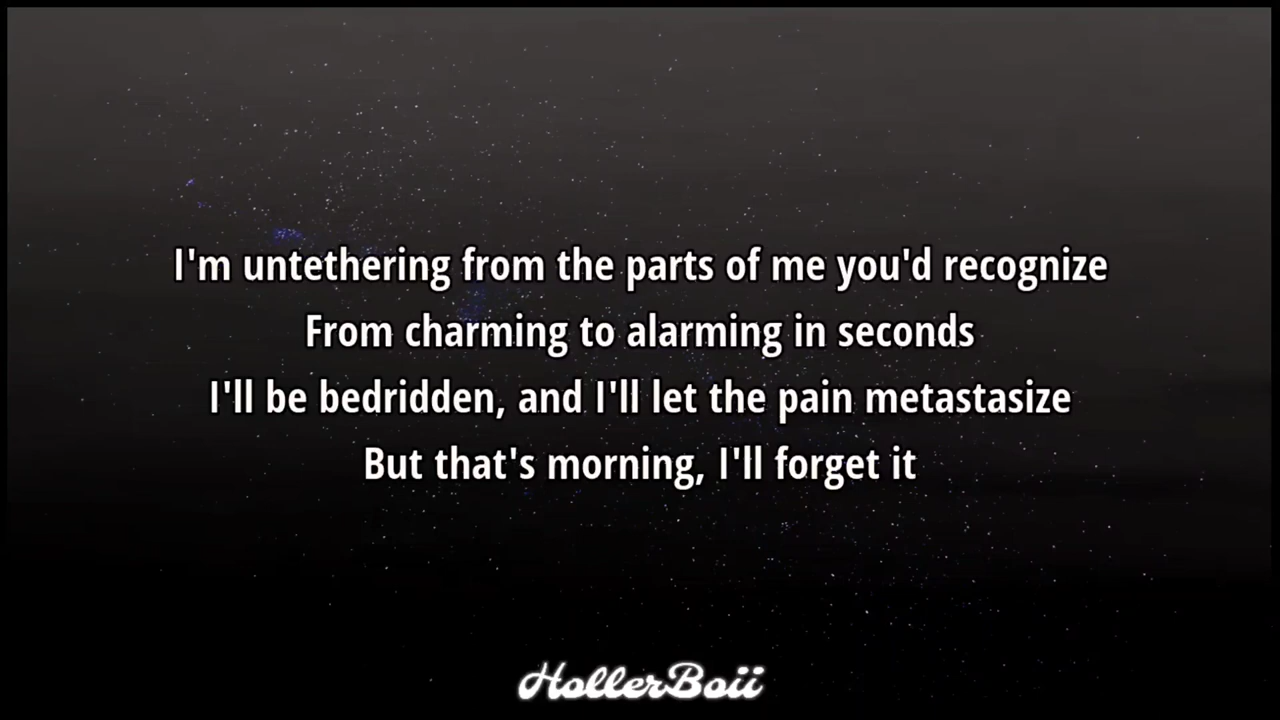 I'm untethering from the parts of me you'd recognize
From charming to alarming in seconds
I'll be bedridden, and I'll let the pain metastasize
But that's morning, I'll forget it
HollerBoii